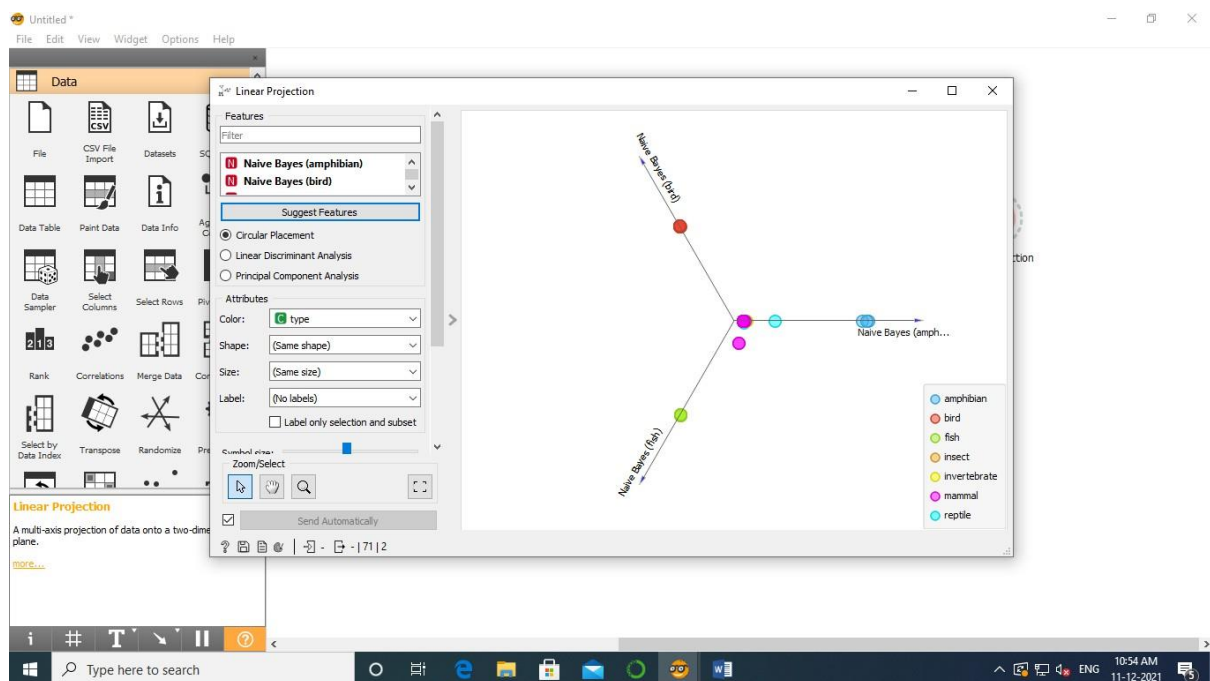 Untitled *
File Edit View Widget Options Help
Data
File
CSV File
Import
Datasets
Data Table
Paint Data
Data Info
Data
Sampler
Select
Columns
Select Rows
Rank
Correlations
Merge Data
Select by
Data Index
Transpose
Randomize
Linear Projection
A multi-axis projection of data onto a two-dime
plane.
more...
Linear Projection
Features
Filter
Naive Bayes (amphibian)
Naive Bayes (bird)
Suggest Features
Circular Placement
Linear Discriminant Analysis
Principal Component Analysis
Attributes
Color: C type
Shape: (Same shape)
Size: (Same size)
Label: (No labels)
Label only selection and subset
Symbol size:
Zoom/Select
Send Automatically
? - - | 71 | 2
Naive Bayes (bird)
Naive Bayes (amph...
Naive Bayes (fish)
amphibian
bird
fish
insect
invertebrate
mammal
reptile
ction
Type here to search
ENG
10:54 AM
11-12-2021
5